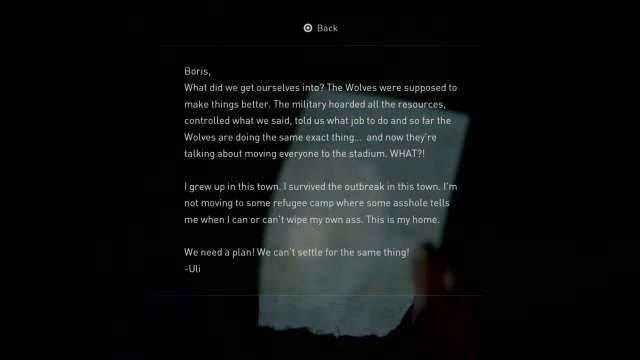 Back
Boris,
What did we get ourselves into? The Wolves were supposed to
make things better. The military hoarded all the resources,
controlled what we said, told us what job to do and so far the
Wolves are doing the same exact thing... and now they're
talking about moving everyone to the stadium. WHAT?!
I grew up in this town. I survived the outbreak in this town. I'm
not moving to some refugee camp where some asshole tells
me when I can or can't wipe my own ass. This is my home.
We need a plan! We can't settle for the same thing!
-Uli